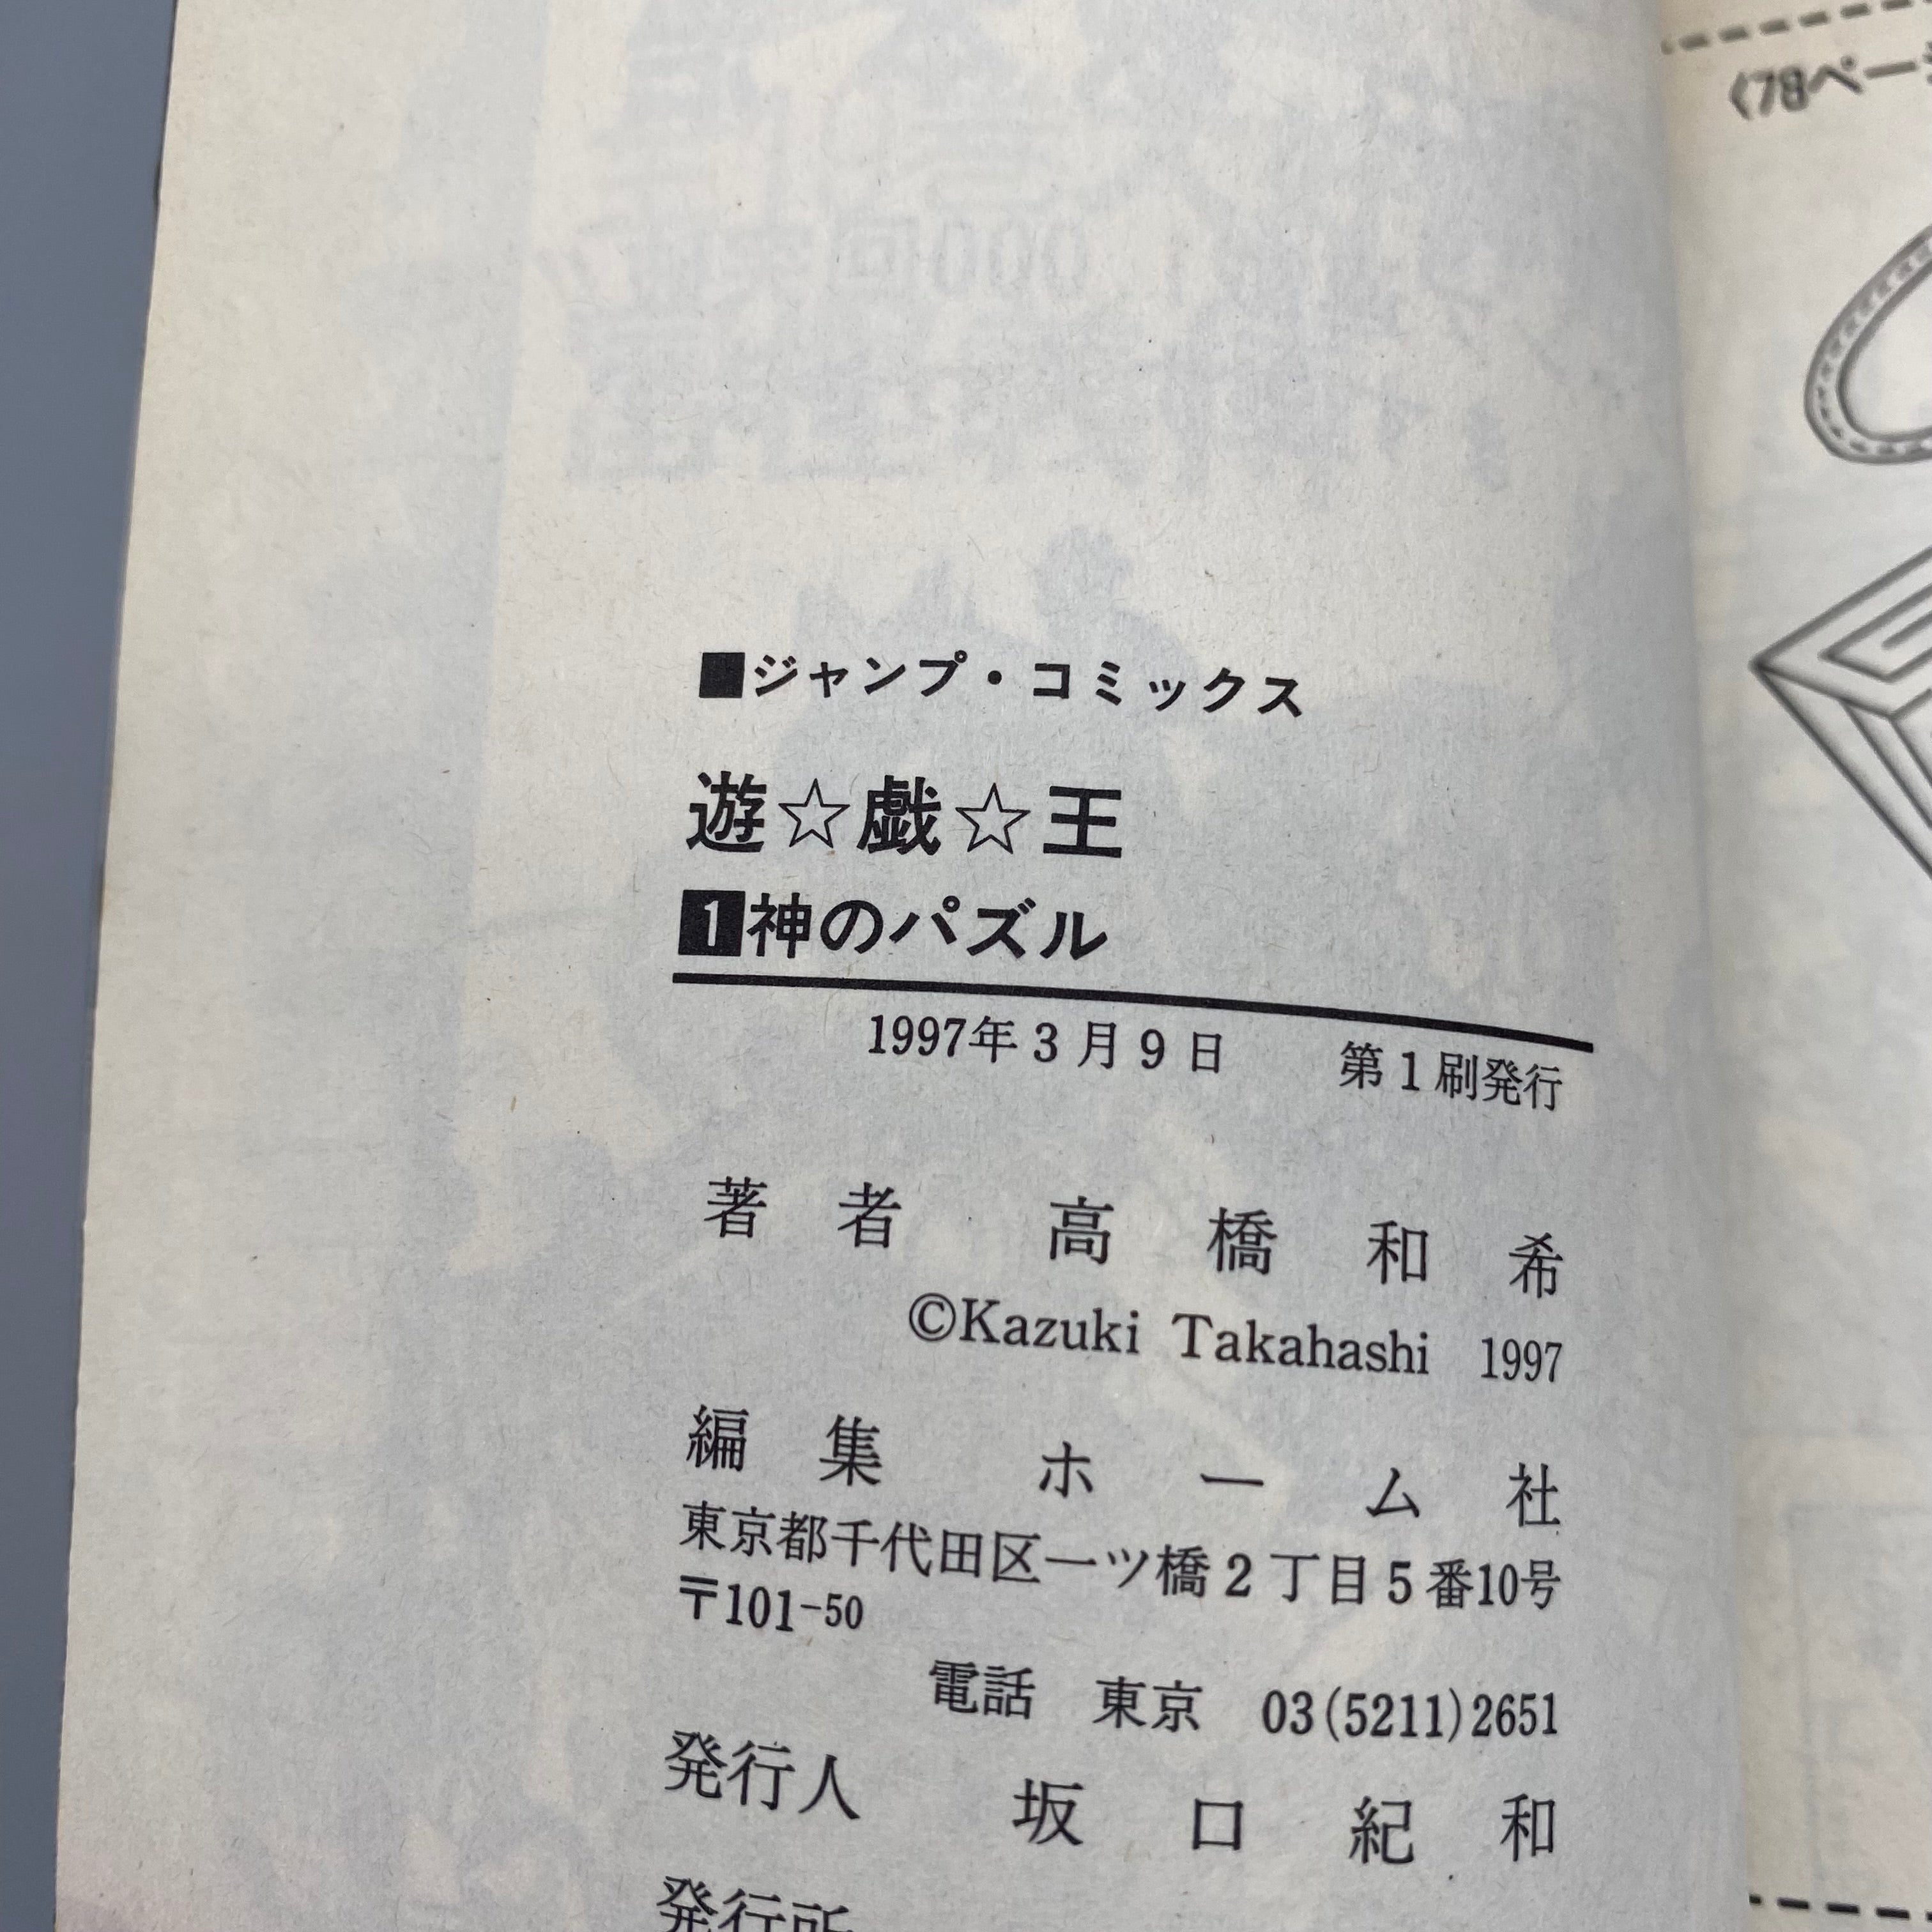 ■ジャンプ・コミックス
遊☆戯☆王
1神のパズル
1997年3月9日 第1刷発行
著者 高橋和希
©Kazuki Takahashi 1997
編集 ホーム社
東京都千代田区一ツ橋2丁目5番10号
〒101-50
電話 東京 03(5211)2651
発行人 坂口紀和
発行所
《78ペー